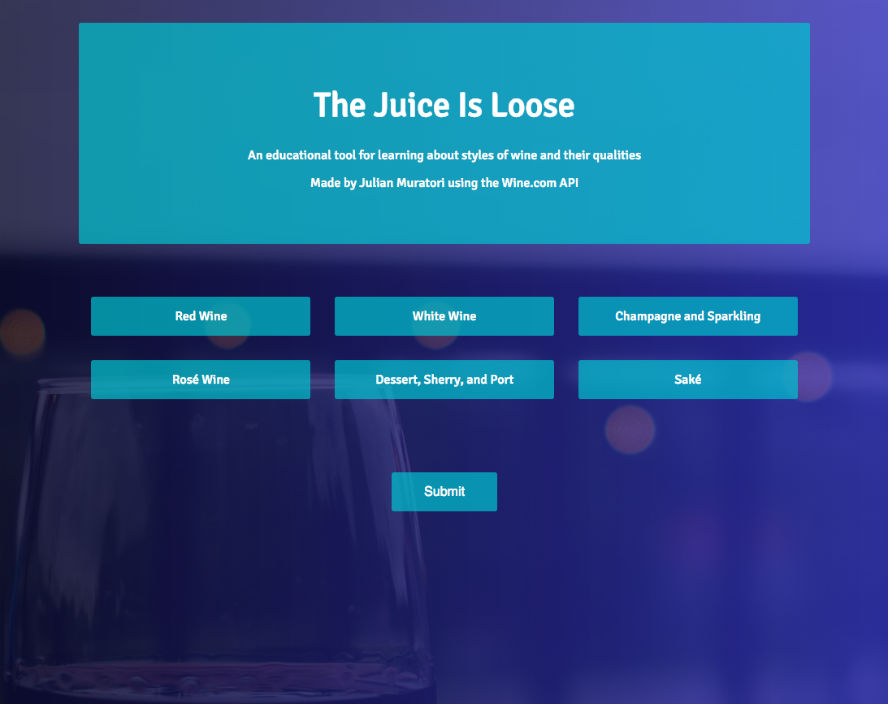 The Juice Is Loose
An educational tool for learning about styles of wine and their qualities
Made by Julian Muratori using the Wine.com API
Red Wine
White Wine
Champagne and Sparkling
Rosé Wine
Dessert, Sherry, and Port
Saké
Submit